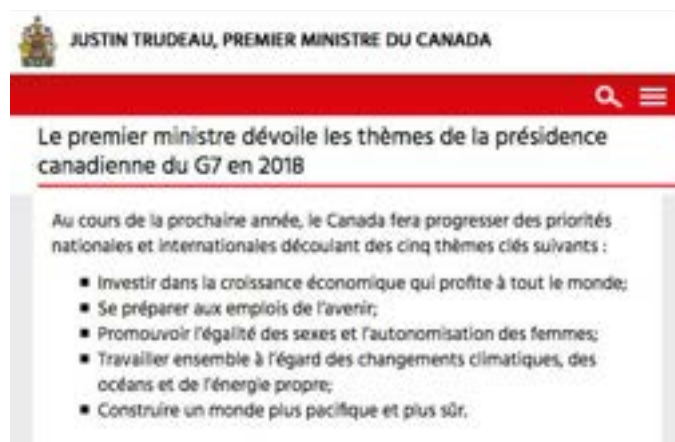 JUSTIN TRUDEAU, PREMIER MINISTRE DU CANADA
Le premier ministre dévoile les thèmes de la présidence
canadienne du G7 en 2018
Au cours de la prochaine année, le Canada fera progresser des priorités
nationales et internationales découlant des cinq thèmes clés suivants :
▪ Investir dans la croissance économique qui profite à tout le monde;
▪ Se préparer aux emplois de l'avenir;
▪ Promouvoir l'égalité des sexes et l'autonomisation des femmes;
▪ Travailler ensemble à l'égard des changements climatiques, des
océans et de l'énergie propre;
▪ Construire un monde plus pacifique et plus sûr.